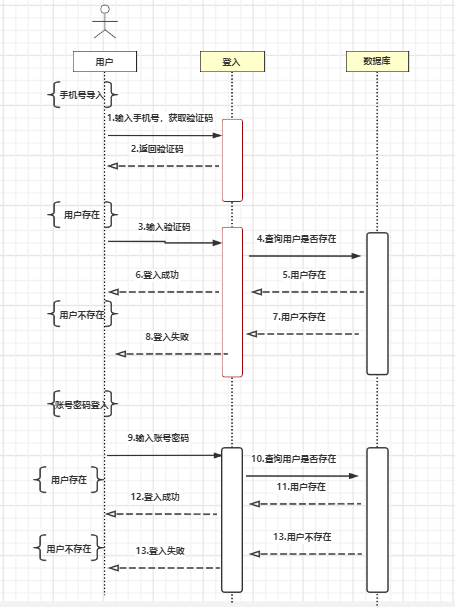 用户
登入
数据库
手机号导入
1.输入手机号，获取验证码
2.返回验证码
用户存在
3.输入验证码
4.查询用户是否存在
6.登入成功
5.用户存在
用户不存在
7.用户不存在
8.登入失败
账号密码登入
9.输入账号密码
10.查询用户是否存在
用户存在
11.用户存在
12.登入成功
13.用户不存在
用户不存在
13.登入失败